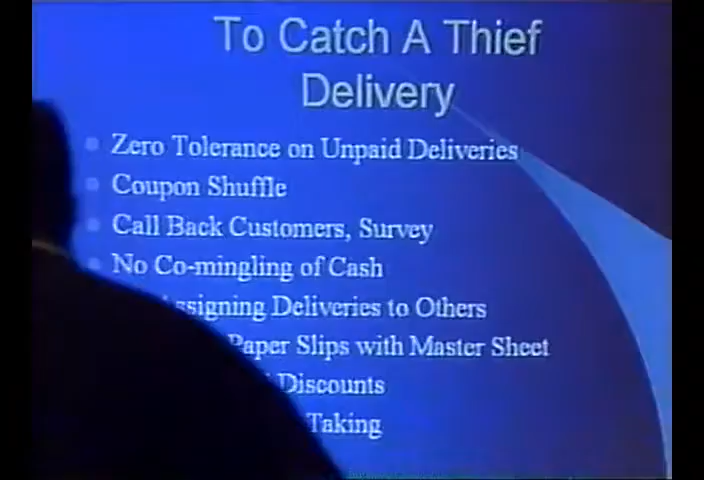 To Catch A Thief
Delivery
Zero Tolerance on Unpaid Deliveries
Coupon Shuffle
Call Back Customers, Survey
No Co-mingling of Cash
Deliveries to Others
Paper Slips with Master Sheet
Discounts
Taking